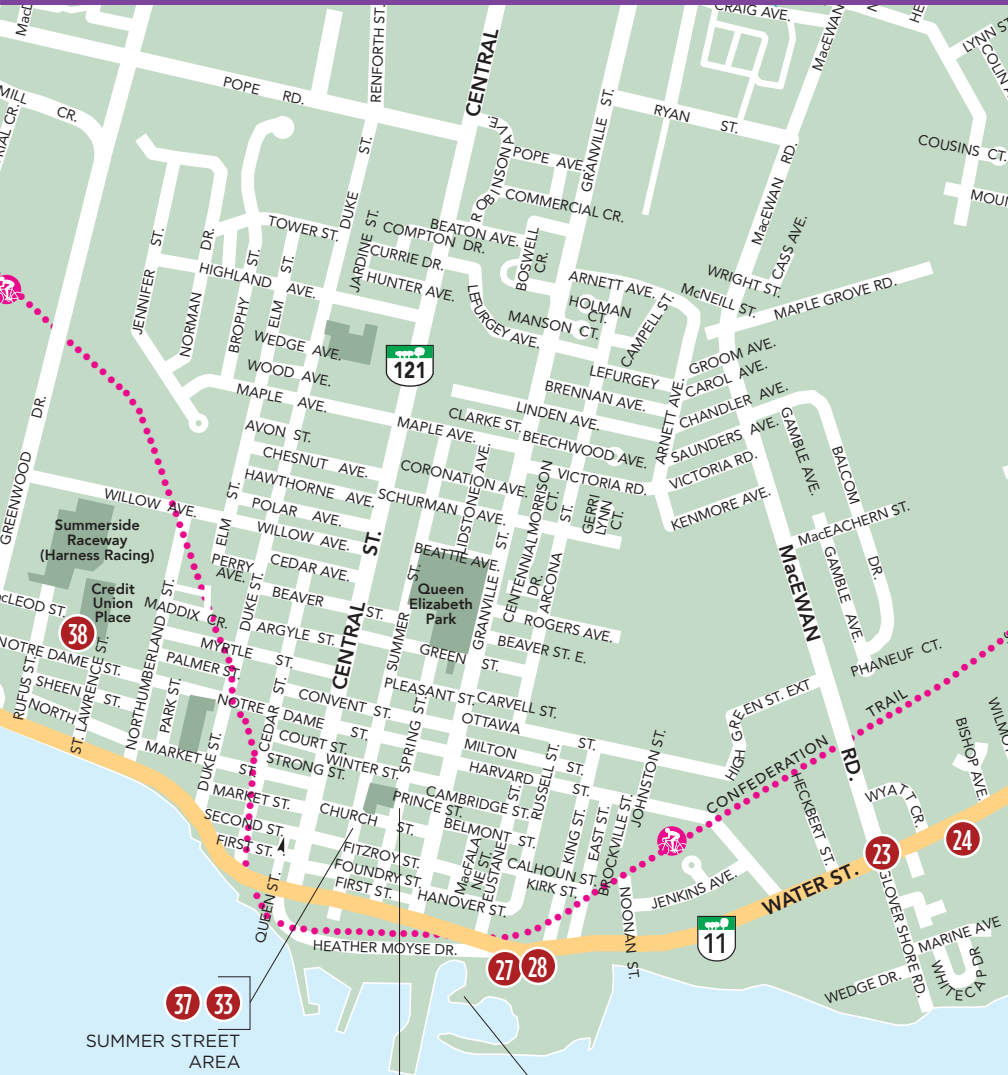 CRAIG AVE.
MacEWAN
LYNN
RENFORTH ST.
CENTRAL
POPE RD.
MILL CR.
RYAN ST.
GRANVILLE ST.
ROBINSON AVE.
POPE AVE.
COMMERCIAL CR.
COUSINS CT.
MacEWAN RD.
DUKE ST.
TOWER ST.
JARDINE ST.
COMPTON DR.
BEATON AVE.
BOSWELL CR.
CURRIE DR.
HUNTER AVE.
CASS AVE.
WRIGHT ST.
McNEILL ST.
MAPLE GROVE RD.
JENNIFER ST.
NORMAN DR.
HIGHLAND AVE.
BROPHY ST.
ELM ST.
LEFURGEY AVE.
ARNETT AVE.
HOLMAN CT.
MANSON CT.
CAMPELL ST.
WEDGE AVE.
WOOD AVE.
MAPLE AVE.
121
LEFURGEY
BRENNAN AVE.
LINDEN AVE.
GROOM AVE.
CAROL AVE.
CHANDLER AVE.
SAUNDERS AVE.
VICTORIA RD.
KENMORE AVE.
ARNETT AVE.
GAMBLE AVE.
BALCOM DR.
AVON ST.
CHESNUT AVE.
HAWTHORNE AVE.
POLAR AVE.
WILLOW AVE.
MAPLE AVE.
CLARKE ST.
BEECHWOOD AVE.
CORONATION AVE.
VICTORIA RD.
SCHURMAN AVE.
LIDSTONE AVE.
MORRISON CT.
GERRI LYNN CT.
GREENWOOD DR.
WILLOW AVE.
Summerside
Raceway
(Harness Racing)
Credit
Union
Place
ELM ST.
PERRY AVE.
CEDAR AVE.
BEAVER ST.
CENTRAL ST.
BEATTIE AVE.
Queen
Elizabeth
Park
SUMMER ST.
GRANVILLE ST.
CENTENNIAL DR.
ARCONA ST.
ROGERS AVE.
BEAVER ST. E.
MacEACHERN ST.
GAMBLE AVE.
MacEWAN RD.
PHANEUF CT.
38
MADDIX CR.
DUKE ST.
ARGYLE ST.
MYRTLE ST.
PALMER ST.
GREEN ST.
NOTRE DAME ST.
SHEEN ST.
NORTH
RUFUS ST.
ST. LAWRENCE ST.
NORTHUMBERLAND ST.
PARK ST.
CEDAR ST.
CONVENT ST.
PLEASANT ST.
CARVELL ST.
OTTAWA ST.
NOTRE DAME ST.
COURT ST.
STRONG ST.
WINTER ST.
SPRING ST.
MILTON ST.
HARVARD ST.
MARKET ST.
DUKE ST.
MARKET ST.
SECOND ST.
FIRST ST.
CHURCH ST.
PRINCE ST.
CAMBRIDGE ST.
BELMONT ST.
FITZROY ST.
FOUNDRY ST.
FIRST ST.
HANOVER ST.
EUSTANE ST.
RUSSELL ST.
CALHOUN ST.
KIRK ST.
KING ST.
EAST ST.
BROCKVILLE ST.
JOHNSTON ST.
HIGH GREEN ST. EXT
CONFEDERATION TRAIL
HECKBERT ST.
WYATT CR.
BISHOP AVE.
23
24
WATER ST.
JENKINS AVE.
NOONAN ST.
11
GLOVER SHORE RD.
MARINE AVE
WEDGE DR.
WHITECAP DR
QUEEN ST.
HEATHER MOYSE DR.
27
28
37
33
SUMMER STREET
AREA